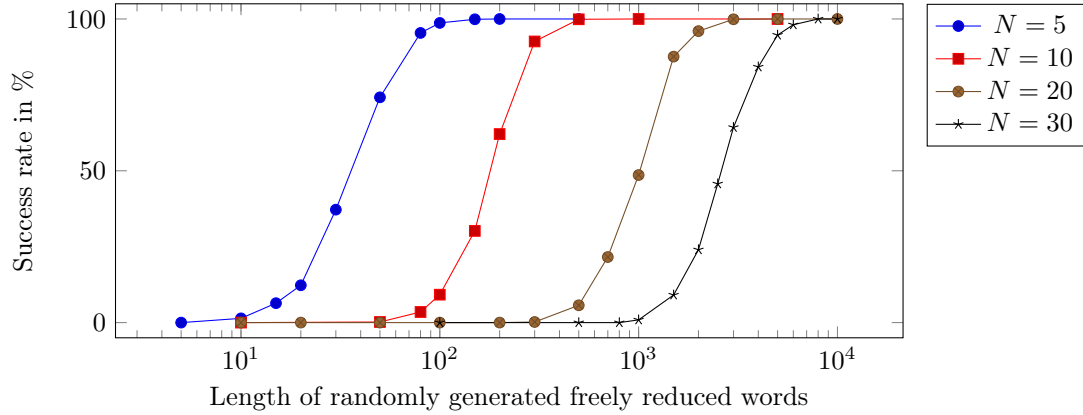 Success rate in %
100
50
0
10^1
10^2
10^3
10^4
Length of randomly generated freely reduced words
N = 5
N = 10
N = 20
N = 30